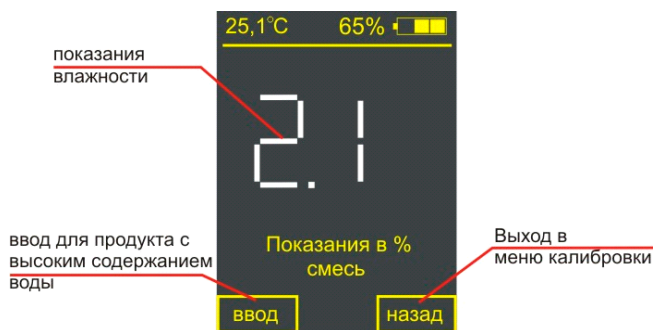 25,1°C 65%
показания
влажности
2.1
ввод для продукта с
высоким содержанием
воды
Показания в %
смесь
Выход в
меню калибровки
ввод
назад